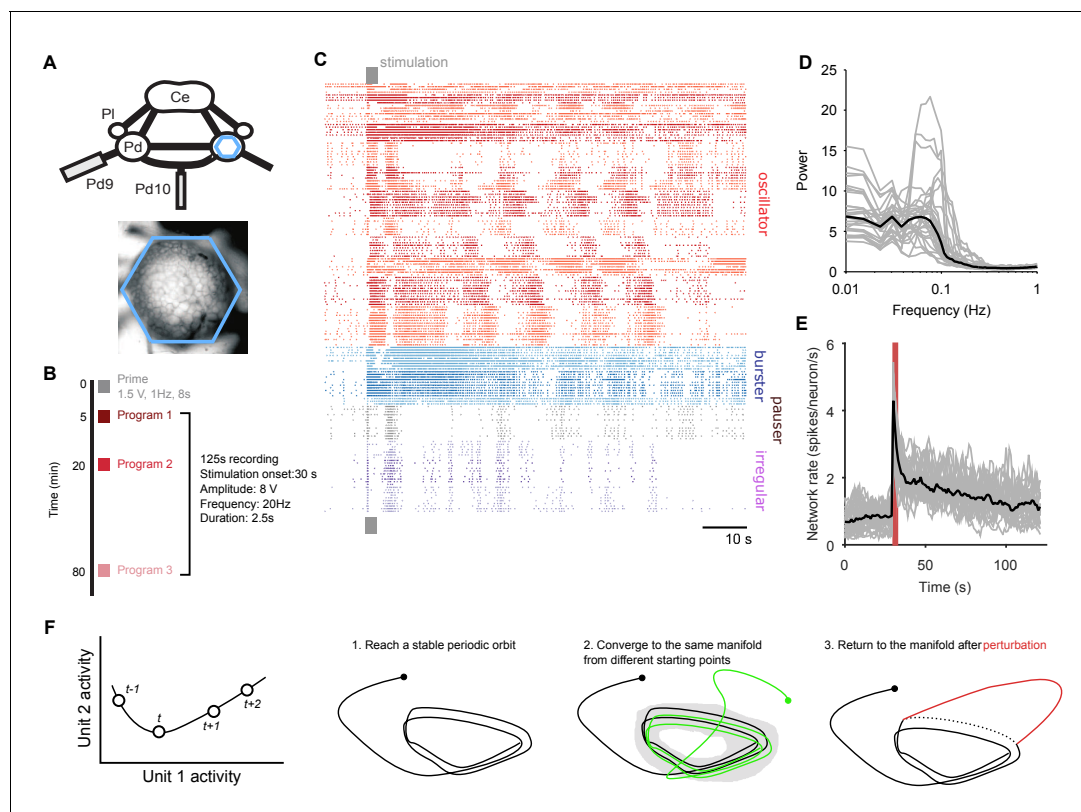 A
Ce
Pl
Pd
Pd9
Pd10
B
0
Prime
1.5 V, 1Hz, 8s
5
Program 1
20
Program 2
80
Program 3
Time (min)
125s recording
Stimulation onset:30 s
Amplitude: 8 V
Frequency: 20Hz
Duration: 2.5s
C
stimulation
oscillator
burster
pauser
irregular
10 s
D
25
20
15
10
5
0
Power
0.01
0.1
1
Frequency (Hz)
E
6
4
2
0
Network rate (spikes/neuron/s)
0
50
100
Time (s)
F
Unit 2 activity
t-1
t
t+1
t+2
Unit 1 activity
1. Reach a stable periodic orbit
2. Converge to the same manifold
from different starting points
3. Return to the manifold after perturbation